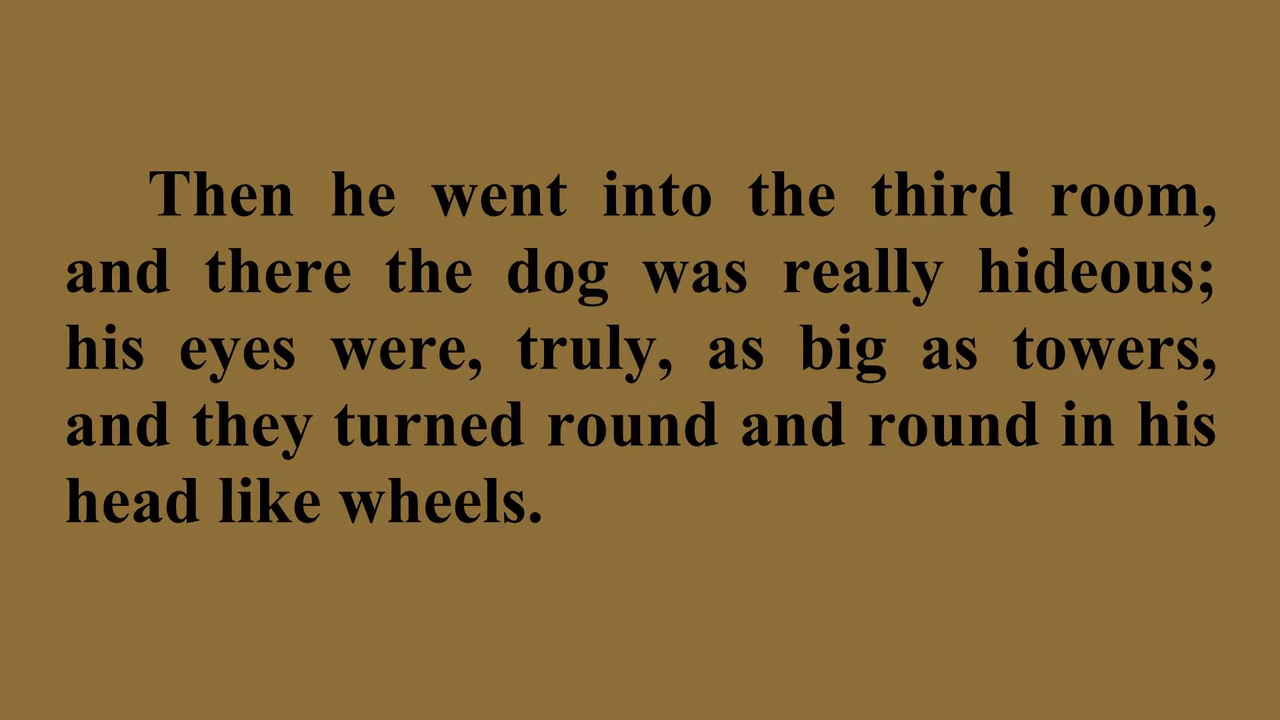 Then he went into the third room,
and there the dog was really hideous;
his eyes were, truly, as big as towers,
and they turned round and round in his
head like wheels.